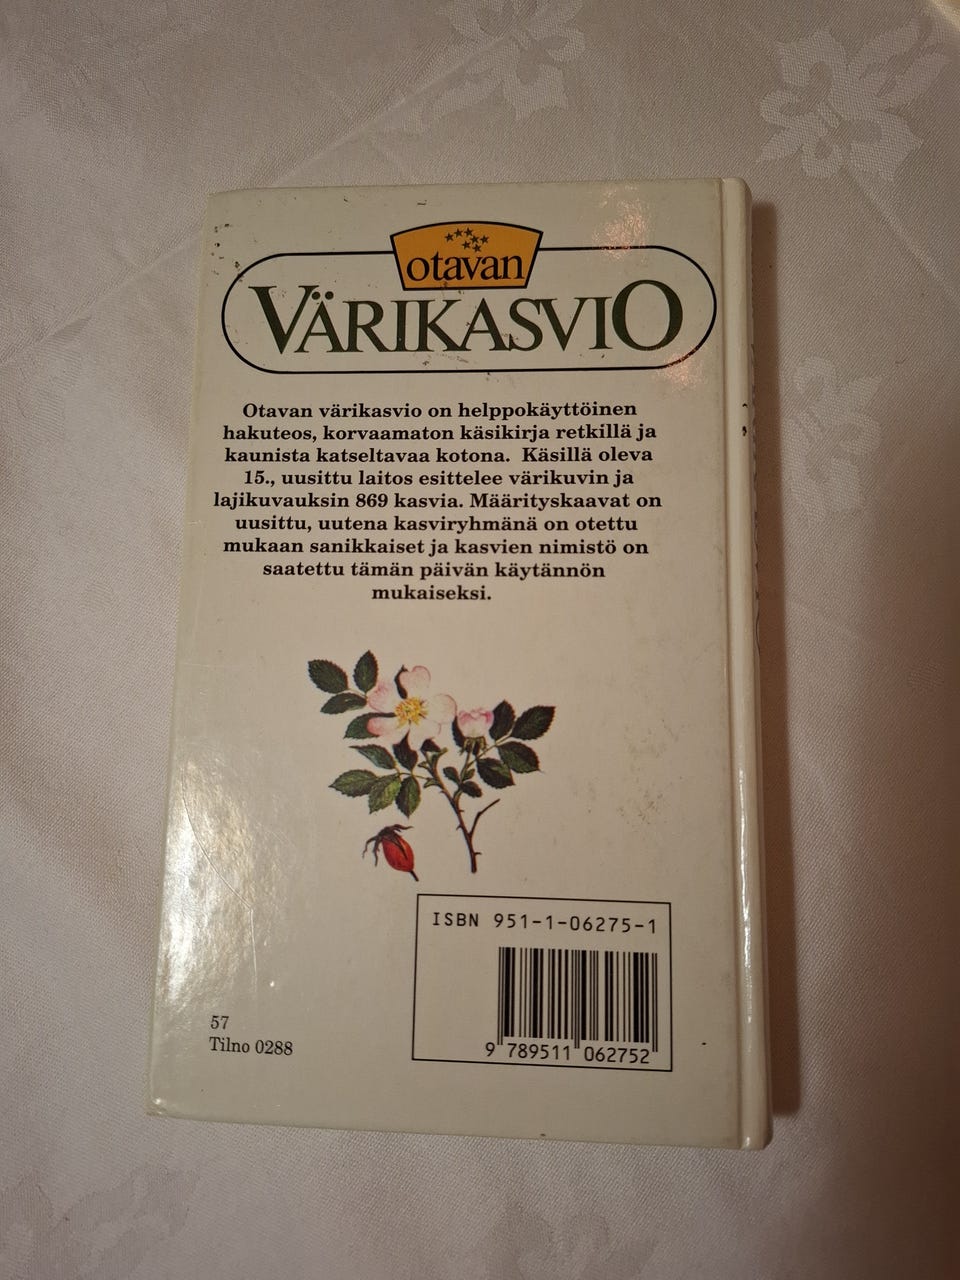 otavan
VÄRIKASVIO
Otavan värikasvio on helppokäyttöinen
hakuteos, korvaamaton käsikirja retkillä ja
kaunista katseltavaa kotona. Käsillä oleva
15., uusittu laitos esittelee värikuvin ja
lajikuvauksin 869 kasvia. Määrityskaavat on
uusittu, uutena kasviryhmänä on otettu
mukaan sanikkaiset ja kasvien nimistö on
saatettu tämän päivän käytännön
mukaiseksi.
ISBN 951-1-06275-1
9 789511 062752
57
Tilno 0288